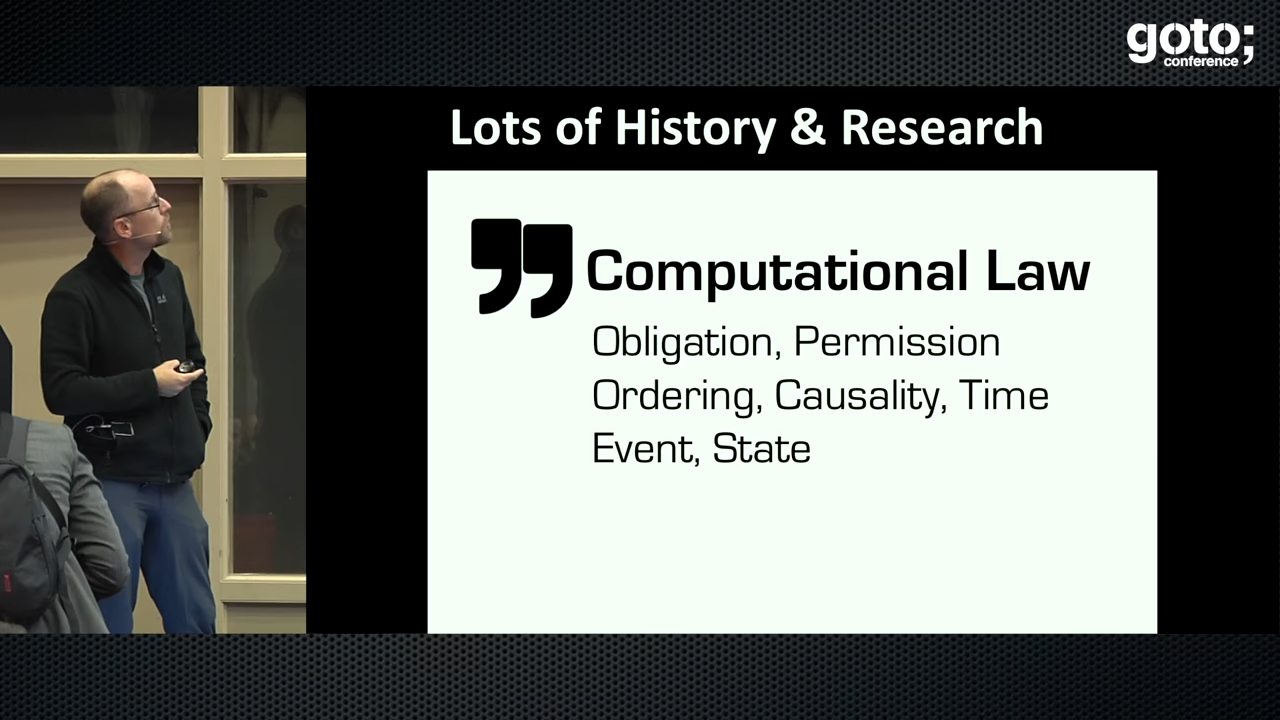 goto;
conference
Lots of History & Research
Computational Law
Obligation, Permission
Ordering, Causality, Time
Event, State